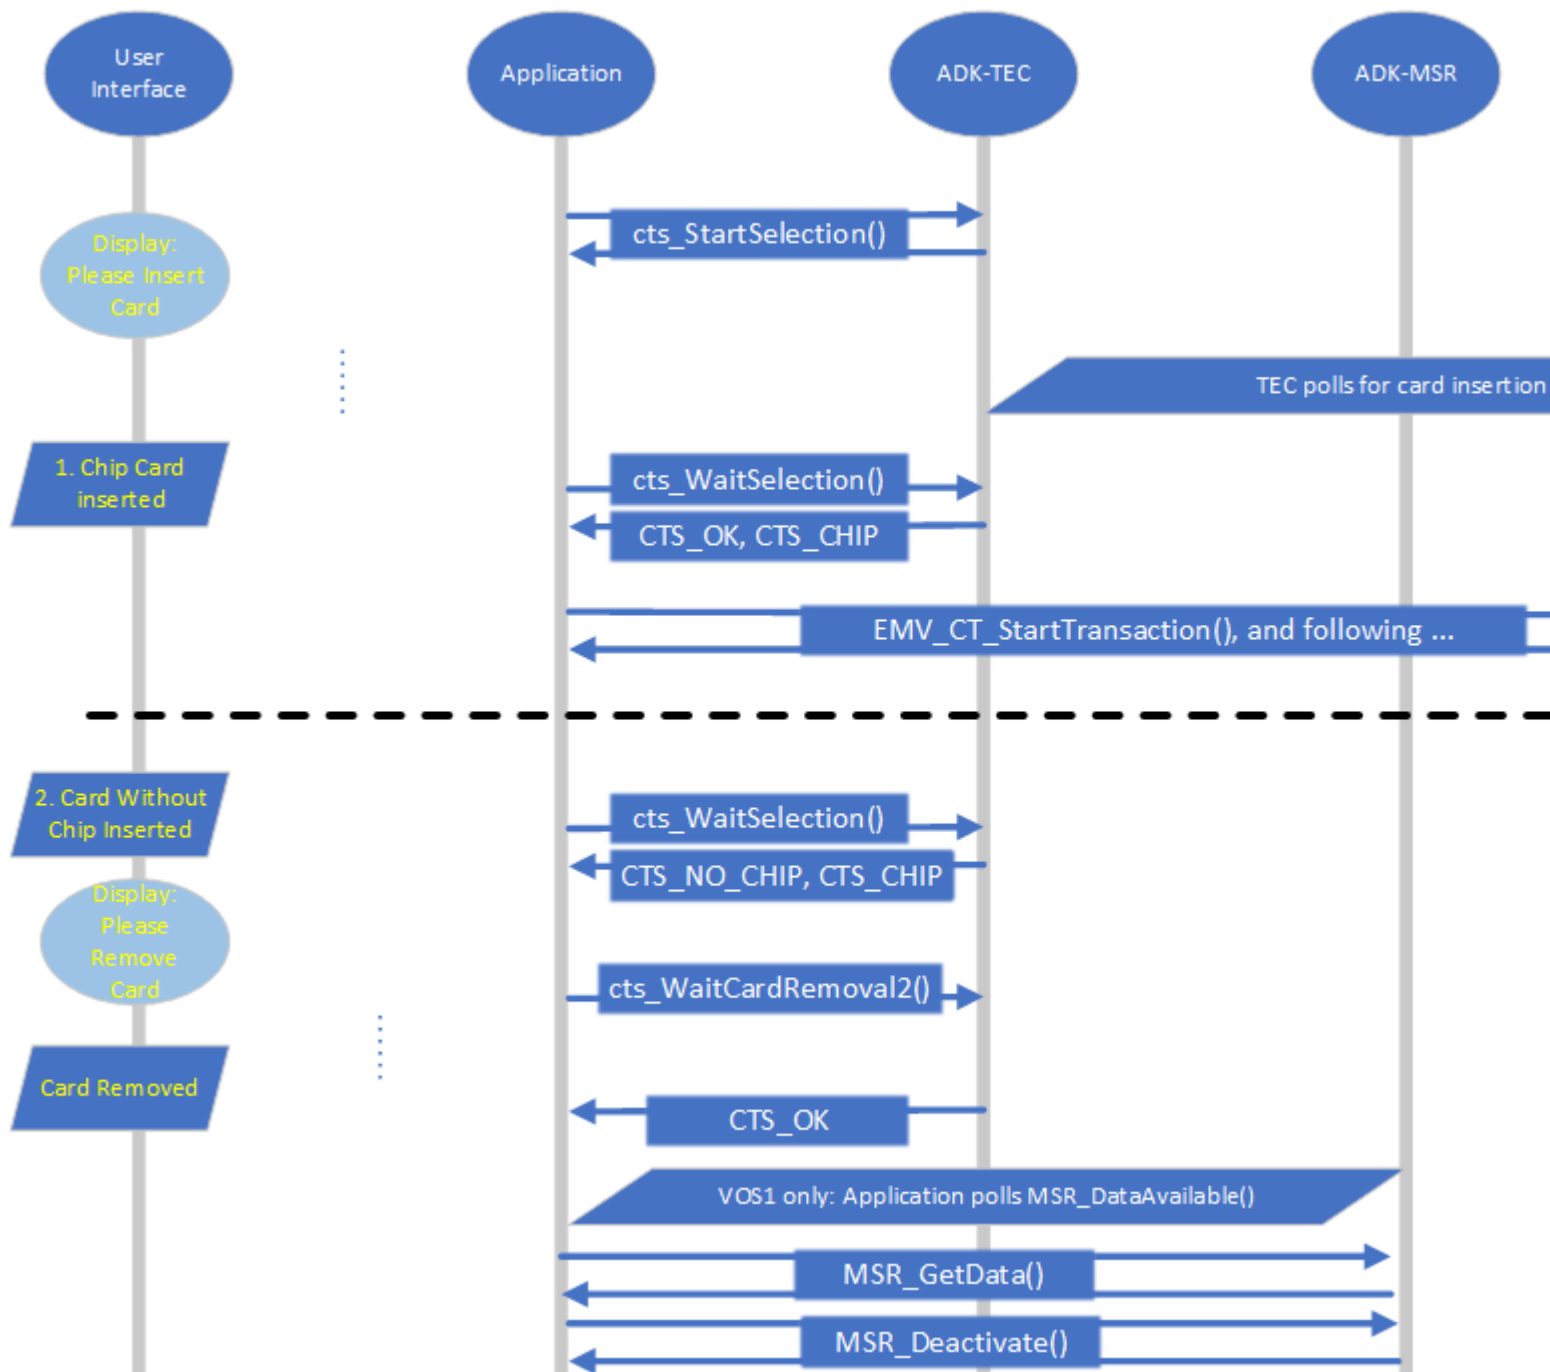 User
Interface
Application
ADK-TEC
ADK-MSR
cts_StartSelection()
Display:
Please Insert
Card
TEC polls for card insertion
1. Chip Card
inserted
cts_WaitSelection()
CTS_OK, CTS_CHIP
EMV_CT_StartTransaction(), and following ...
2. Card Without
Chip Inserted
cts_WaitSelection()
CTS_NO_CHIP, CTS_CHIP
Display:
Please
Remove
Card
cts_WaitCardRemoval2()
Card Removed
CTS_OK
VOS1 only: Application polls MSR_DataAvailable()
MSR_GetData()
MSR_Deactivate()